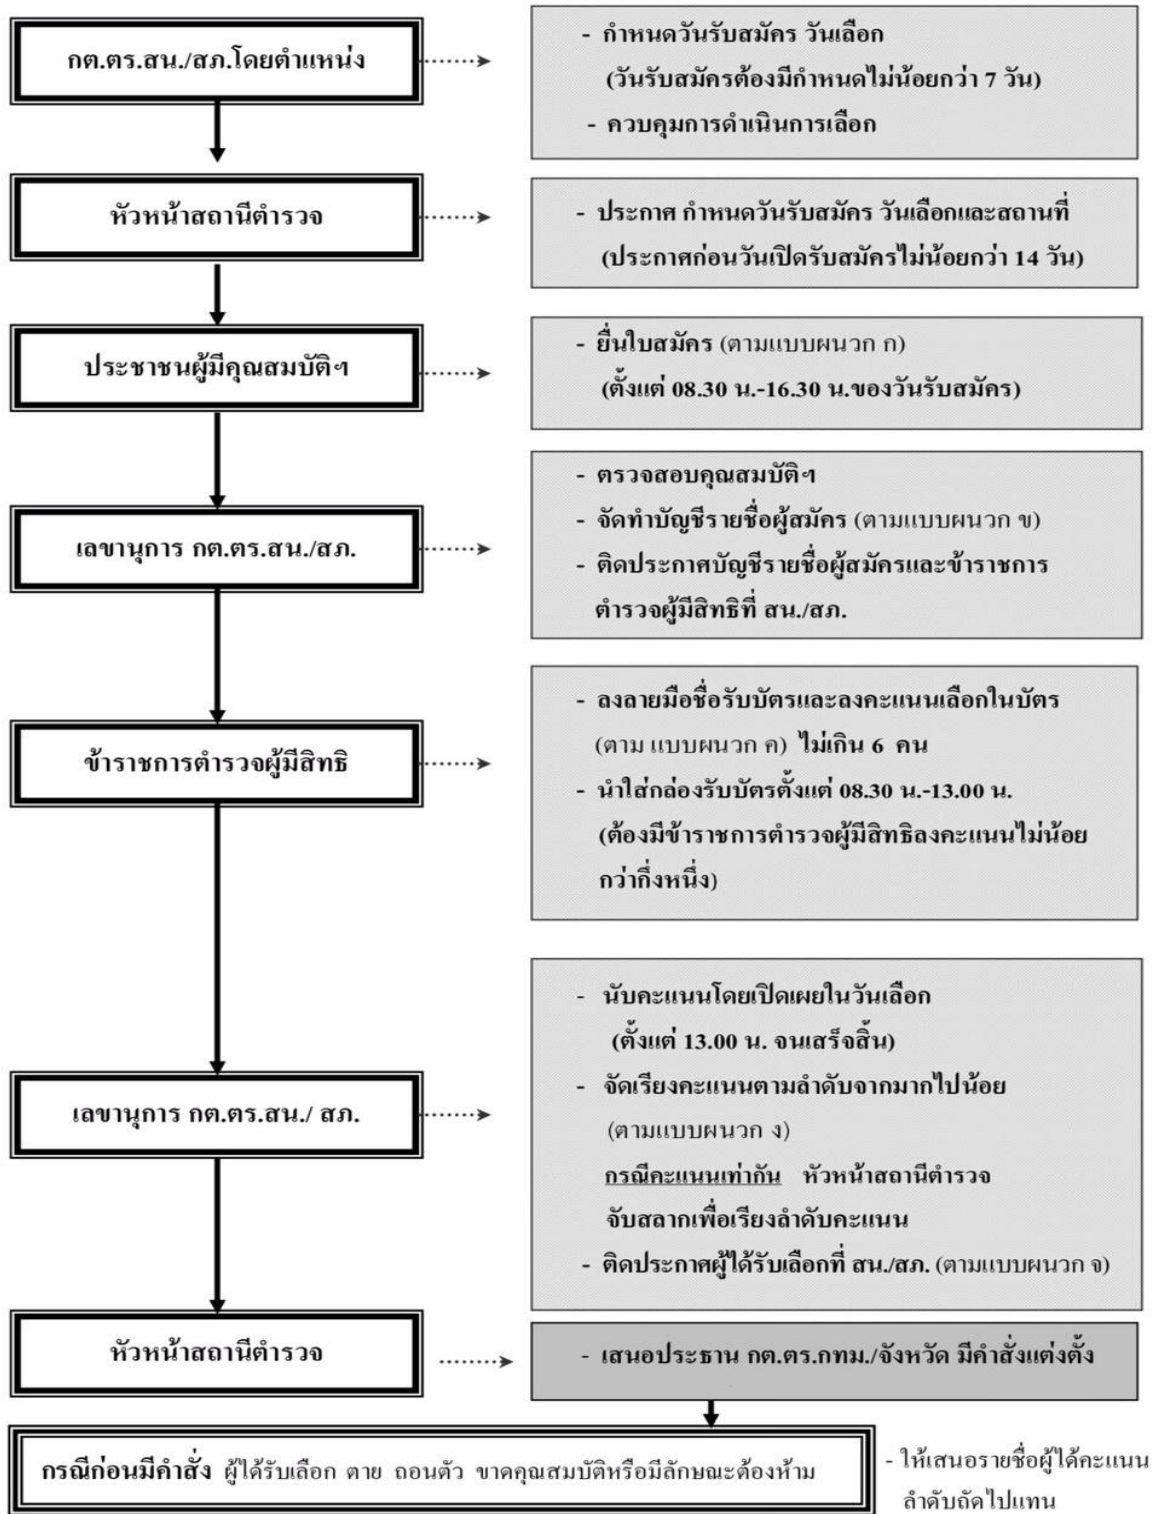 กต.ตร.สน./สภ.โดยตำแหน่ง
- กำหนดวันรับสมัคร วันเลือก
(วันรับสมัครต้องมีกำหนดไม่น้อยกว่า 7 วัน)
- ควบคุมการดำเนินการเลือก
หัวหน้าสถานีตำรวจ
- ประกาศ กำหนดวันรับสมัคร วันเลือกและสถานที่
(ประกาศก่อนวันเปิดรับสมัครไม่น้อยกว่า 14 วัน)
ประชาชนผู้มีคุณสมบัติฯ
- ยื่นใบสมัคร (ตามแบบผนวก ก)
(ตั้งแต่ 08.30 น.-16.30 น.ของวันรับสมัคร)
เลขานุการ กต.ตร.สน./สภ.
- ตรวจสอบคุณสมบัติฯ
- จัดทำบัญชีรายชื่อผู้สมัคร (ตามแบบผนวก ข)
- ติดประกาศบัญชีรายชื่อผู้สมัครและข้าราชการ
ตำรวจผู้มีสิทธิที่ สน./สภ.
ข้าราชการตำรวจผู้มีสิทธิ
- ลงลายมือชื่อรับบัตรและลงคะแนนเลือกในบัตร
(ตาม แบบผนวก ค) ไม่เกิน 6 คน
- นำใส่กล่องรับบัตรตั้งแต่ 08.30 น.-13.00 น.
(ต้องมีข้าราชการตำรวจผู้มีสิทธิลงคะแนนไม่น้อย
กว่ากึ่งหนึ่ง)
เลขานุการ กต.ตร.สน./ สภ.
- นับคะแนนโดยเปิดเผยในวันเลือก
(ตั้งแต่ 13.00 น. จนเสร็จสิ้น)
- จัดเรียงคะแนนตามลำดับจากมากไปน้อย
(ตามแบบผนวก ง)
กรณีคะแนนเท่ากัน หัวหน้าสถานีตำรวจ
จับสลากเพื่อเรียงลำดับคะแนน
- ติดประกาศผู้ได้รับเลือกที่ สน./สภ. (ตามแบบผนวก จ)
หัวหน้าสถานีตำรวจ
- เสนอประธาน กต.ตร.กทม./จังหวัด มีคำสั่งแต่งตั้ง
กรณีก่อนมีคำสั่ง ผู้ได้รับเลือก ตาย ถอนตัว ขาดคุณสมบัติหรือมีลักษณะต้องห้าม
- ให้เสนอรายชื่อผู้ได้คะแนน
ลำดับถัดไปแทน